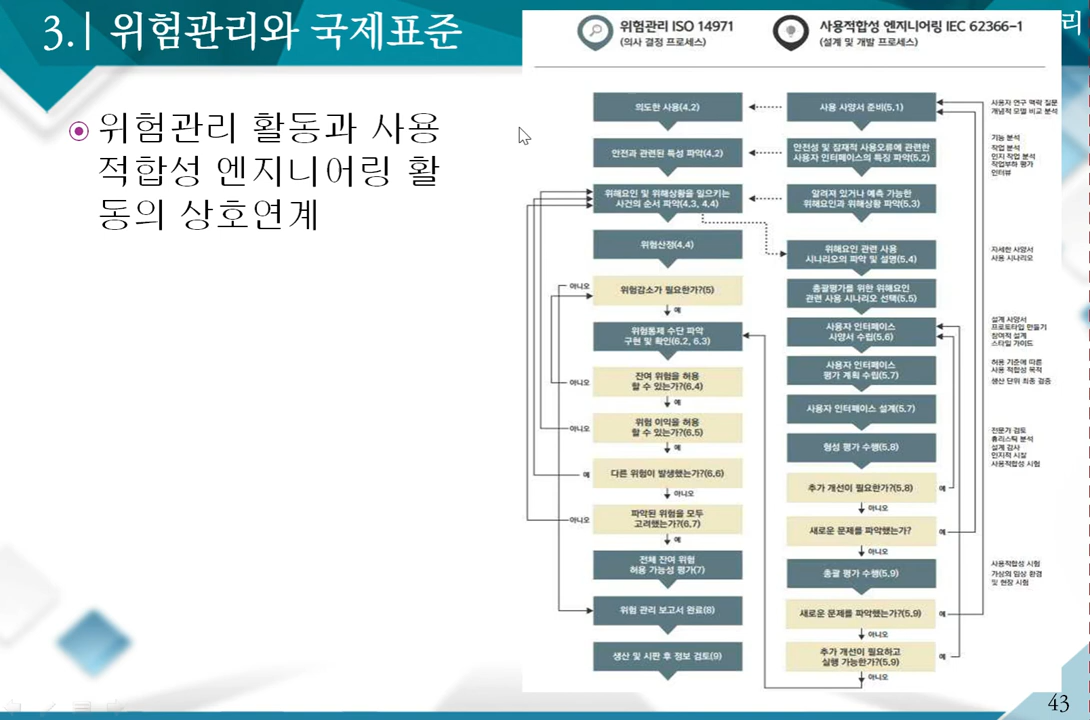 3.| 위험관리와 국제표준
리
위험관리 활동과 사용
적합성 엔지니어링 활
동의 상호연계
위험관리 ISO 14971
(의사 결정 프로세스)
의도한 사용(4.2)
안전과 관련된 특성 파악(4.2)
위해요인 및 위해상황을 일으키는
사건의 순서 파악(4.3, 4.4)
위험산정(4.4)
위험감소가 필요한가?(5)
아니오
예
위험통제 수단 파악
구현 및 확인(6.2, 6.3)
잔여 위험을 허용
할 수 있는가?(6.4)
아니오
예
위험 이익을 허용
할 수 있는가?(6.5)
아니오
예
다른 위험이 발생했는가?(6.6)
예
아니오
파악된 위험을 모두
고려했는가?(6.7)
아니오
예
전체 잔여 위험
허용 가능성 평가(7)
위험 관리 보고서 완료(8)
생산 및 시판 후 정보 검토(9)
사용적합성 엔지니어링 IEC 62366-1
(설계 및 개발 프로세스)
사용 사양서 준비(5.1)
안전성 및 잠재적 사용오류에 관련한
사용자 인터페이스의 특징 파악(5.2)
알려져 있거나 예측 가능한
위해요인과 위해상황 파악(5.3)
위해요인 관련 사용
시나리오의 파악 및 설명(5.4)
총괄평가를 위한 위해요인
관련 사용 시나리오 선택(5.5)
사용자 인터페이스
사양서 수립(5.6)
사용자 인터페이스
평가 계획 수립(5.7)
사용자 인터페이스 설계(5.7)
형성 평가 수행(5.8)
추가 개선이 필요한가?(5.8)
예
아니오
새로운 문제를 파악했는가?
예
아니오
총괄 평가 수행(5.9)
새로운 문제를 파악했는가?(5.9)
예
아니오
추가 개선이 필요하고
실행 가능한가?(5.9)
예
아니오
사용자 연구 맥락 질문
개념적 모델 비교 분석
기능 분석
작업 분석
인지 작업 분석
작업부하 평가
인터뷰
자세한 사양서
사용 시나리오
설계 사양서
프로토타입 만들기
참여적 설계
스타일 가이드
허용 기준에 따른
사용 적합성 목적
생산 단위 최종 검증
전문가 검토
휴리스틱 분석
설계 감사
인지적 시찰
사용적합성 시험
사용적합성 시험
가상의 임상 환경
및 현장 시험
43